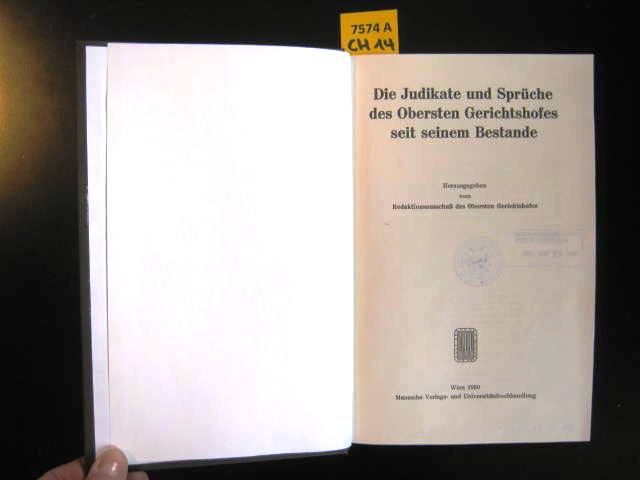 7574 A
CH 14
Die Judikate und Sprüche
des Obersten Gerichtshofes
seit seinem Bestande
Herausgegeben
vom
Redaktionsausschuß des Obersten Gerichtshofes
Wien 1950
Manzsche Verlags- und Universitätsbuchhandlung